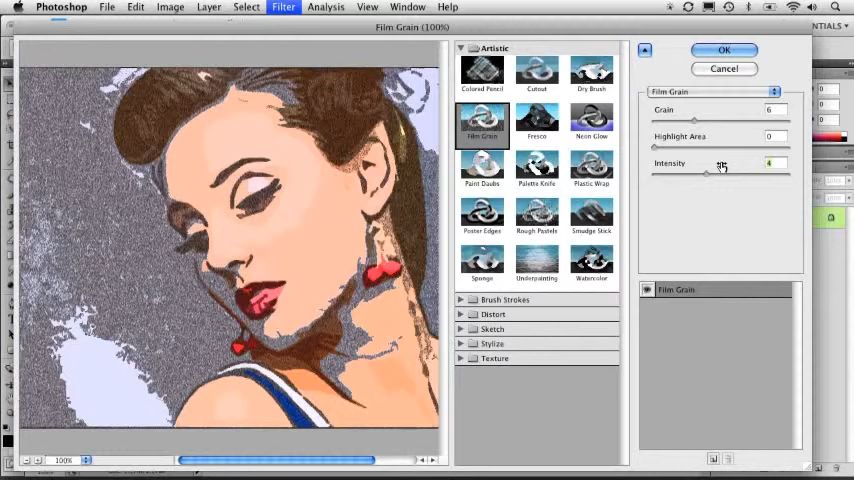 Photoshop File Edit Image Layer Select Filter Analysis View Window Help
Film Grain (100%)
ENTIALS
Artistic
OK
Cancel
Colored Pencil Cutout Dry Brush
Film Grain
Grain 6
Film Grain Fresco Neon Glow
Highlight Area 0
Intensity 4
Paint Daubs Palette Knife Plastic Wrap
Poster Edges Rough Pastels Smudge Stick
Sponge Underpainting Watercolor
Film Grain
Brush Strokes
Distort
Sketch
Stylize
Texture
100%